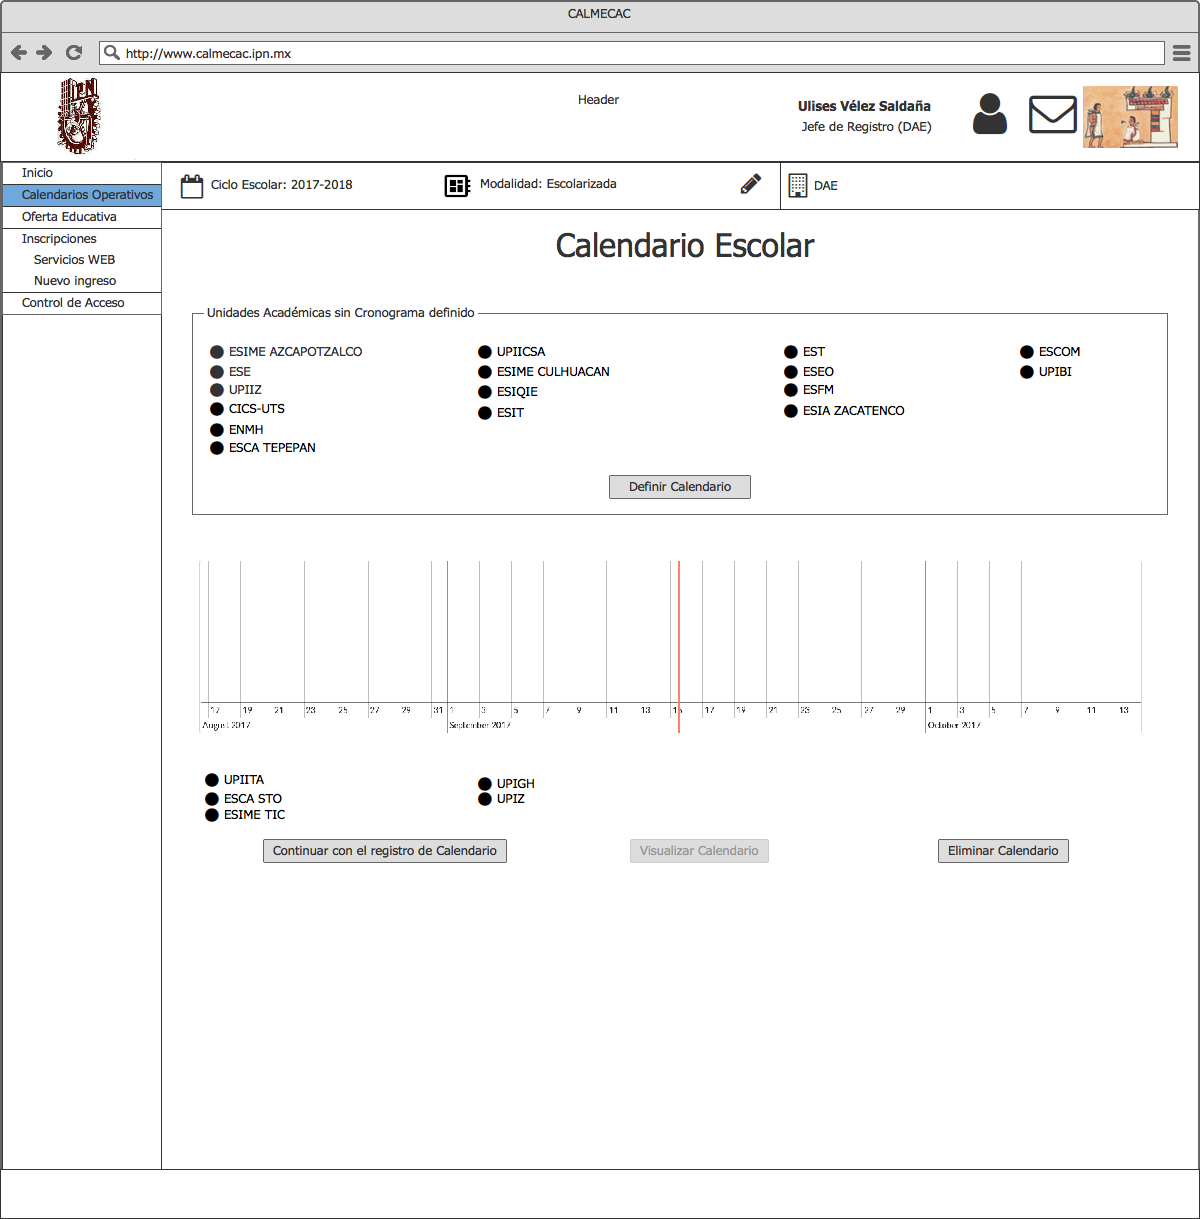 CALMECAC
http://www.calmecac.ipn.mx
IPN
Header
Ulises Vélez Saldaña
Jefe de Registro (DAE)
Inicio
Calendarios Operativos
Oferta Educativa
Inscripciones
Servicios WEB
Nuevo ingreso
Control de Acceso
Ciclo Escolar: 2017-2018
Modalidad: Escolarizada
DAE
Calendario Escolar
Unidades Académicas sin Cronograma definido
ESIME AZCAPOTZALCO
ESE
UPIIZ
CICS-UTS
ENMH
ESCA TEPEPAN
UPIICSA
ESIME CULHUACAN
ESIQIE
ESIT
EST
ESEO
ESFM
ESIA ZACATENCO
ESCOM
UPIBI
Definir Calendario
17 19 21 23 25 27 29 31 1 3 5 7 9 11 13 15 17 19 21 23 25 27 29 1 3 5 7 9 11 13
August 2017 September 2017 October 2017
UPIITA
ESCA STO
ESIME TIC
UPIGH
UPIZ
Continuar con el registro de Calendario
Visualizar Calendario
Eliminar Calendario